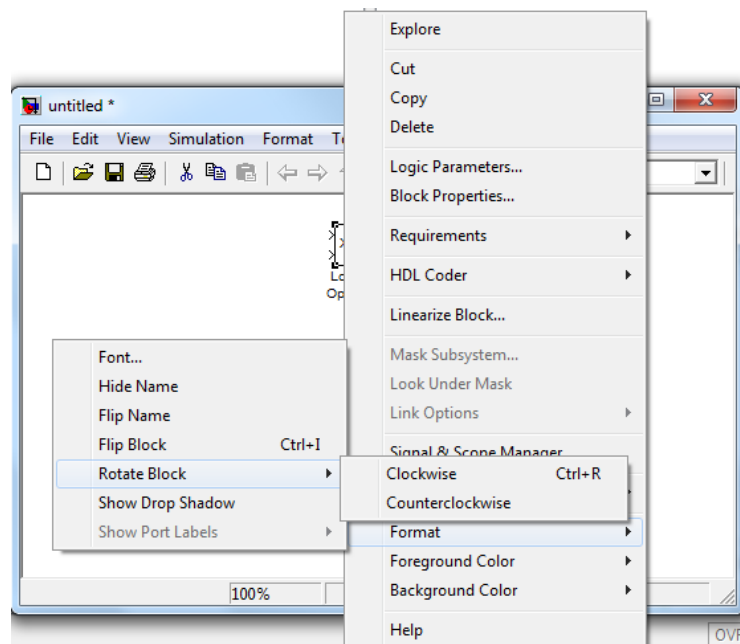 untitled *
File Edit View Simulation Format
Explore
Cut
Copy
Delete
Logic Parameters...
Block Properties...
Requirements
HDL Coder
Linearize Block...
Mask Subsystem...
Look Under Mask
Link Options
Signal & Scope Manager
Format
Foreground Color
Background Color
Help
Font...
Hide Name
Flip Name
Flip Block Ctrl+I
Rotate Block
Show Drop Shadow
Show Port Labels
Clockwise Ctrl+R
Counterclockwise
100%